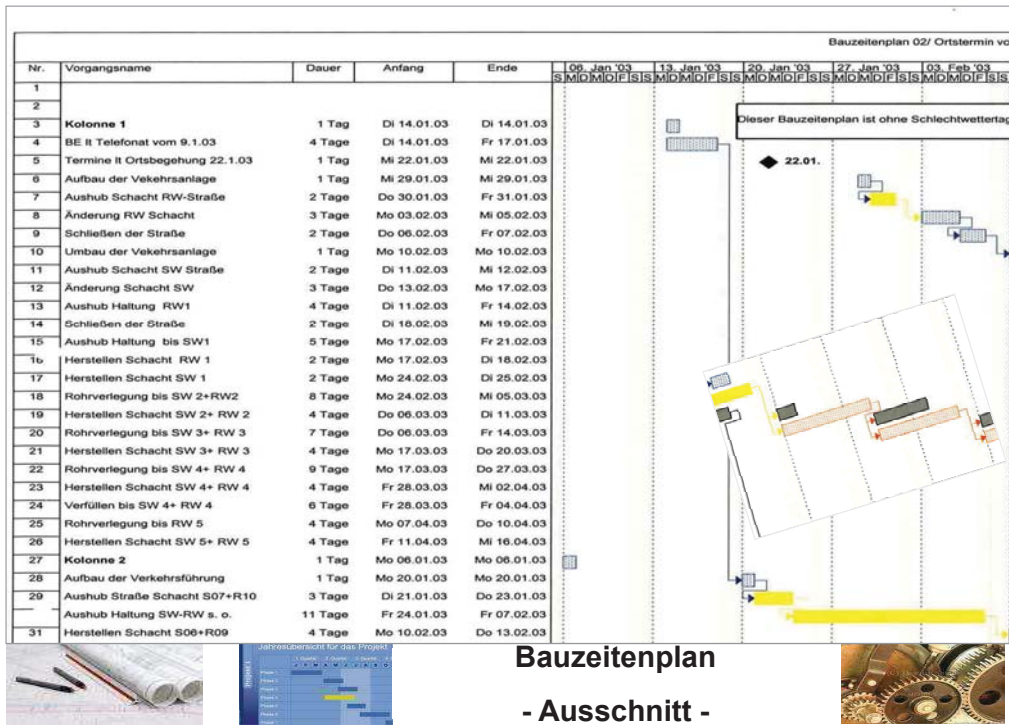 Bauzeitenplan 02/ Ortstermin vo
Nr. Vorgangsname Dauer Anfang Ende 06. Jan '03 13. Jan '03 20. Jan '03 27. Jan '03 03. Feb '03
S M D M D F S S M D M D F S S M D M D F S S M D M D F S S M D M D F S S
1
2
Dieser Bauzeitenplan ist ohne Schlechtwettertag
3 Kolonne 1 1 Tag Di 14.01.03 Di 14.01.03
4 BE lt Telefonat vom 9.1.03 4 Tage Di 14.01.03 Fr 17.01.03
5 Termine lt Ortsbegehung 22.1.03 1 Tag Mi 22.01.03 Mi 22.01.03 22.01.
6 Aufbau der Vekehrsanlage 1 Tag Mi 29.01.03 Mi 29.01.03
7 Aushub Schacht RW-Straße 2 Tage Do 30.01.03 Fr 31.01.03
8 Änderung RW Schacht 3 Tage Mo 03.02.03 Mi 05.02.03
9 Schließen der Straße 2 Tage Do 06.02.03 Fr 07.02.03
10 Umbau der Vekehrsanlage 1 Tag Mo 10.02.03 Mo 10.02.03
11 Aushub Schacht SW Straße 2 Tage Di 11.02.03 Mi 12.02.03
12 Änderung Schacht SW 3 Tage Do 13.02.03 Mo 17.02.03
13 Aushub Haltung RW1 4 Tage Di 11.02.03 Fr 14.02.03
14 Schließen der Straße 2 Tage Di 18.02.03 Mi 19.02.03
15 Aushub Haltung bis SW1 5 Tage Mo 17.02.03 Fr 21.02.03
16 Herstellen Schacht RW 1 2 Tage Mo 17.02.03 Di 18.02.03
17 Herstellen Schacht SW 1 2 Tage Mo 24.02.03 Di 25.02.03
18 Rohrverlegung bis SW 2+RW2 8 Tage Mo 24.02.03 Mi 05.03.03
19 Herstellen Schacht SW 2+ RW 2 4 Tage Do 06.03.03 Di 11.03.03
20 Rohrverlegung bis SW 3+ RW 3 7 Tage Do 06.03.03 Fr 14.03.03
21 Herstellen Schacht SW 3+ RW 3 4 Tage Mo 17.03.03 Do 20.03.03
22 Rohrverlegung bis SW 4+ RW 4 9 Tage Mo 17.03.03 Do 27.03.03
23 Herstellen Schacht SW 4+ RW 4 4 Tage Fr 28.03.03 Mi 02.04.03
24 Verfüllen bis SW 4+ RW 4 6 Tage Fr 28.03.03 Fr 04.04.03
25 Rohrverlegung bis RW 5 4 Tage Mo 07.04.03 Do 10.04.03
26 Herstellen Schacht SW 5+ RW 5 4 Tage Fr 11.04.03 Mi 16.04.03
27 Kolonne 2 1 Tag Mo 06.01.03 Mo 06.01.03
28 Aufbau der Verkehrsführung 1 Tag Mo 20.01.03 Mo 20.01.03
29 Aushub Straße Schacht S07+R10 3 Tage Di 21.01.03 Do 23.01.03
Aushub Haltung SW-RW s. o. 11 Tage Fr 24.01.03 Fr 07.02.03
31 Herstellen Schacht S06+R09 4 Tage Mo 10.02.03 Do 13.02.03
Jahresübersicht für das Projekt
Projekt 1
Bauzeitenplan
- Ausschnitt -